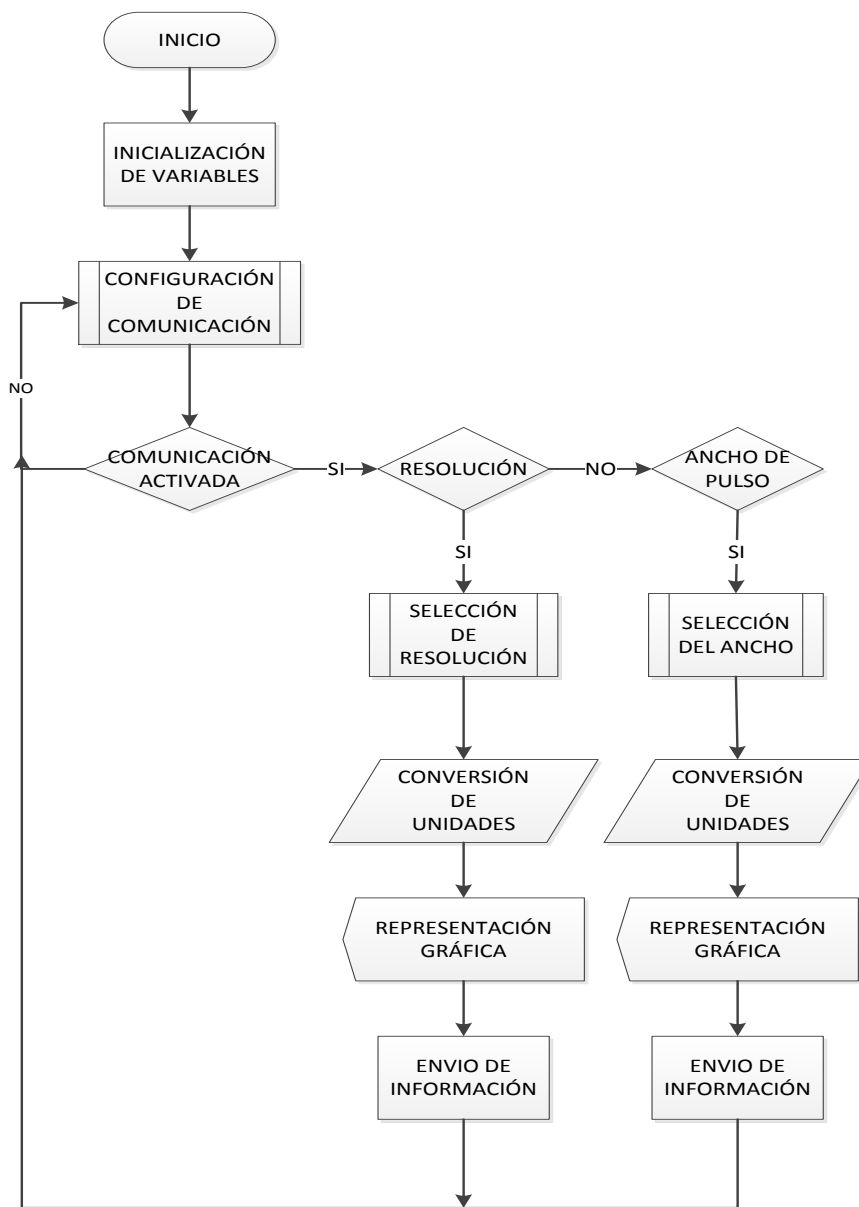 INICIO
INICIALIZACIÓN
DE VARIABLES
CONFIGURACIÓN
DE
COMUNICACIÓN
NO
COMUNICACIÓN
ACTIVADA
SI
RESOLUCIÓN
NO
ANCHO DE
PULSO
SI
SI
SELECCIÓN
DE
RESOLUCIÓN
SELECCIÓN
DEL ANCHO
CONVERSIÓN
DE
UNIDADES
CONVERSIÓN
DE
UNIDADES
REPRESENTACIÓN
GRÁFICA
REPRESENTACIÓN
GRÁFICA
ENVIO DE
INFORMACIÓN
ENVIO DE
INFORMACIÓN